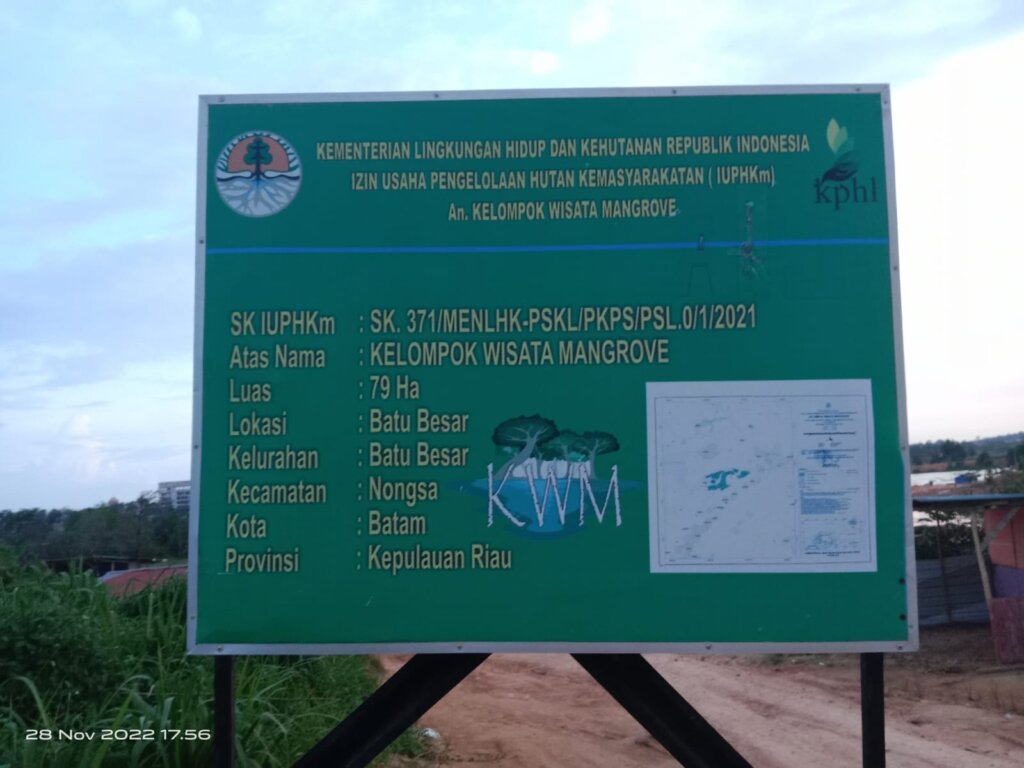 KEMENTERIAN LINGKUNGAN HIDUP DAN KEHUTANAN REPUBLIK INDONESIA
IZIN USAHA PENGELOLAAN HUTAN KEMASYARAKATAN ( IUPHKm)
An. KELOMPOK WISATA MANGROVE
kphl
SK IUPHKm : SK. 371/MENLHK-PSKL/PKPS/PSL.0/1/2021
Atas Nama : KELOMPOK WISATA MANGROVE
Luas : 79 Ha
Lokasi : Batu Besar
Kelurahan : Batu Besar
Kecamatan : Nongsa
Kota : Batam
Provinsi : Kepulauan Riau
KWM
28 Nov 2022 17.56